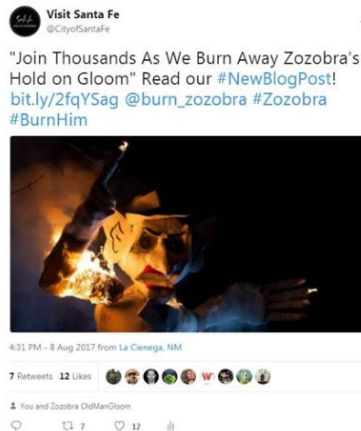 Visit Santa Fe
@CityofSantaFe
"Join Thousands As We Burn Away Zozobra's
Hold on Gloom" Read our #NewBlogPost!
bit.ly/2fqYSag @burn_zozobra #Zozobra
#BurnHim
4:31 PM - 8 Aug 2017 from La Cienega, NM
7 Retweets 12 Likes
You and Zozobra OldManGloom
7 12